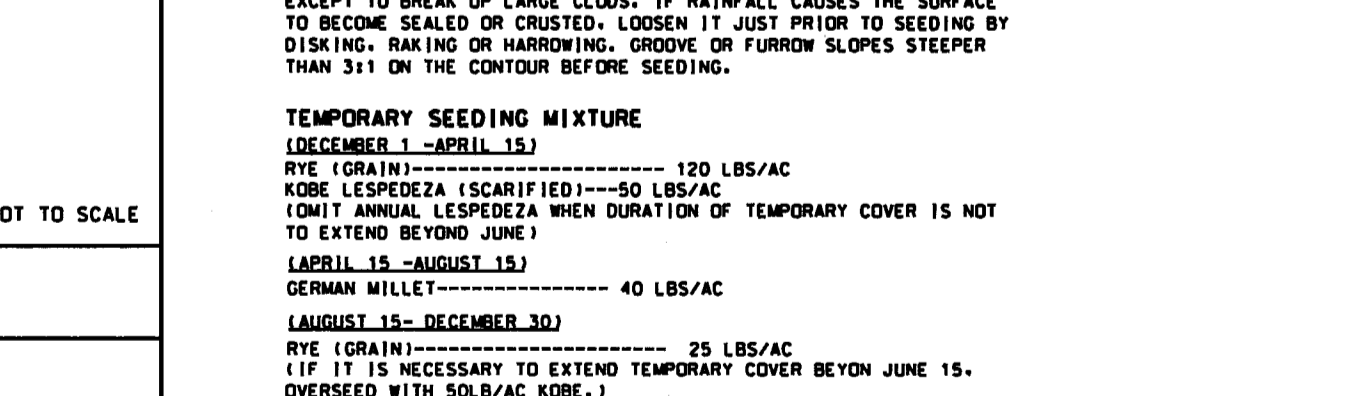 EXCEPT TO BREAK UP LARGE CLODS. IF RAINFALL CAUSES THE SURFACE
TO BECOME SEALED OR CRUSTED. LOOSEN IT JUST PRIOR TO SEEDING BY
DISKING. RAKING OR HARROWING. GROOVE OR FURROW SLOPES STEEPER
THAN 3:1 ON THE CONTOUR BEFORE SEEDING.
TEMPORARY SEEDING MIXTURE
(DECEMBER 1 -APRIL 15)
RYE (GRAIN)---------------------- 120 LBS/AC
KOBE LESPEDEZA (SCARIFIED)---50 LBS/AC
(OMIT ANNUAL LESPEDEZA WHEN DURATION OF TEMPORARY COVER IS NOT
TO EXTEND BEYOND JUNE)
(APRIL 15 -AUGUST 15)
GERMAN MILLET--------------- 40 LBS/AC
(AUGUST 15- DECEMBER 30)
RYE (GRAIN)---------------------- 25 LBS/AC
(IF IT IS NECESSARY TO EXTEND TEMPORARY COVER BEYON JUNE 15.
OVERSEED WITH 50LB/AC KOBE.)
OT TO SCALE